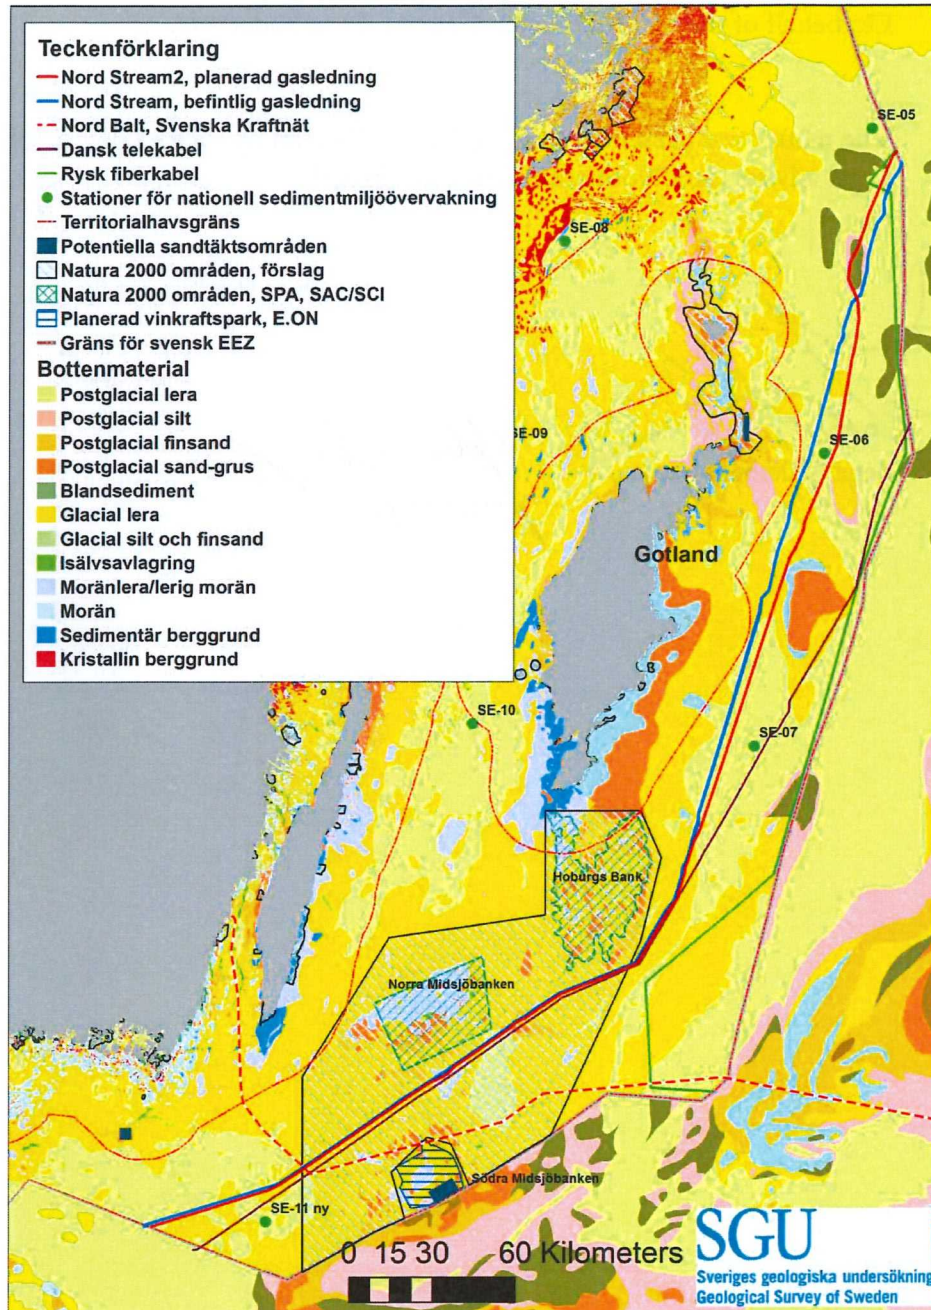 Teckenförklaring
Nord Stream2, planerad gasledning
Nord Stream, befintlig gasledning
Nord Balt, Svenska Kraftnät
Dansk telekabel
Rysk fiberkabel
Stationer för nationell sedimentmiljöövervakning
Territorialhavsgräns
Potentiella sandtäktsområden
Natura 2000 områden, förslag
Natura 2000 områden, SPA, SAC/SCI
Planerad vinkraftspark, E.ON
Gräns för svensk EEZ
Bottenmaterial
Postglacial lera
Postglacial silt
Postglacial finsand
Postglacial sand-grus
Blandsediment
Glacial lera
Glacial silt och finsand
Isälvsavlagring
Moränlera/lerig morän
Morän
Sedimentär berggrund
Kristallin berggrund
SE-05
SE-08
SE-09
SE-06
Gotland
SE-10
SE-07
Hoburgs Bank
Norra Midsjöbanken
Södra Midsjöbanken
SE-11 ny
0 15 30 60 Kilometers
SGU
Sveriges geologiska undersökning
Geological Survey of Sweden